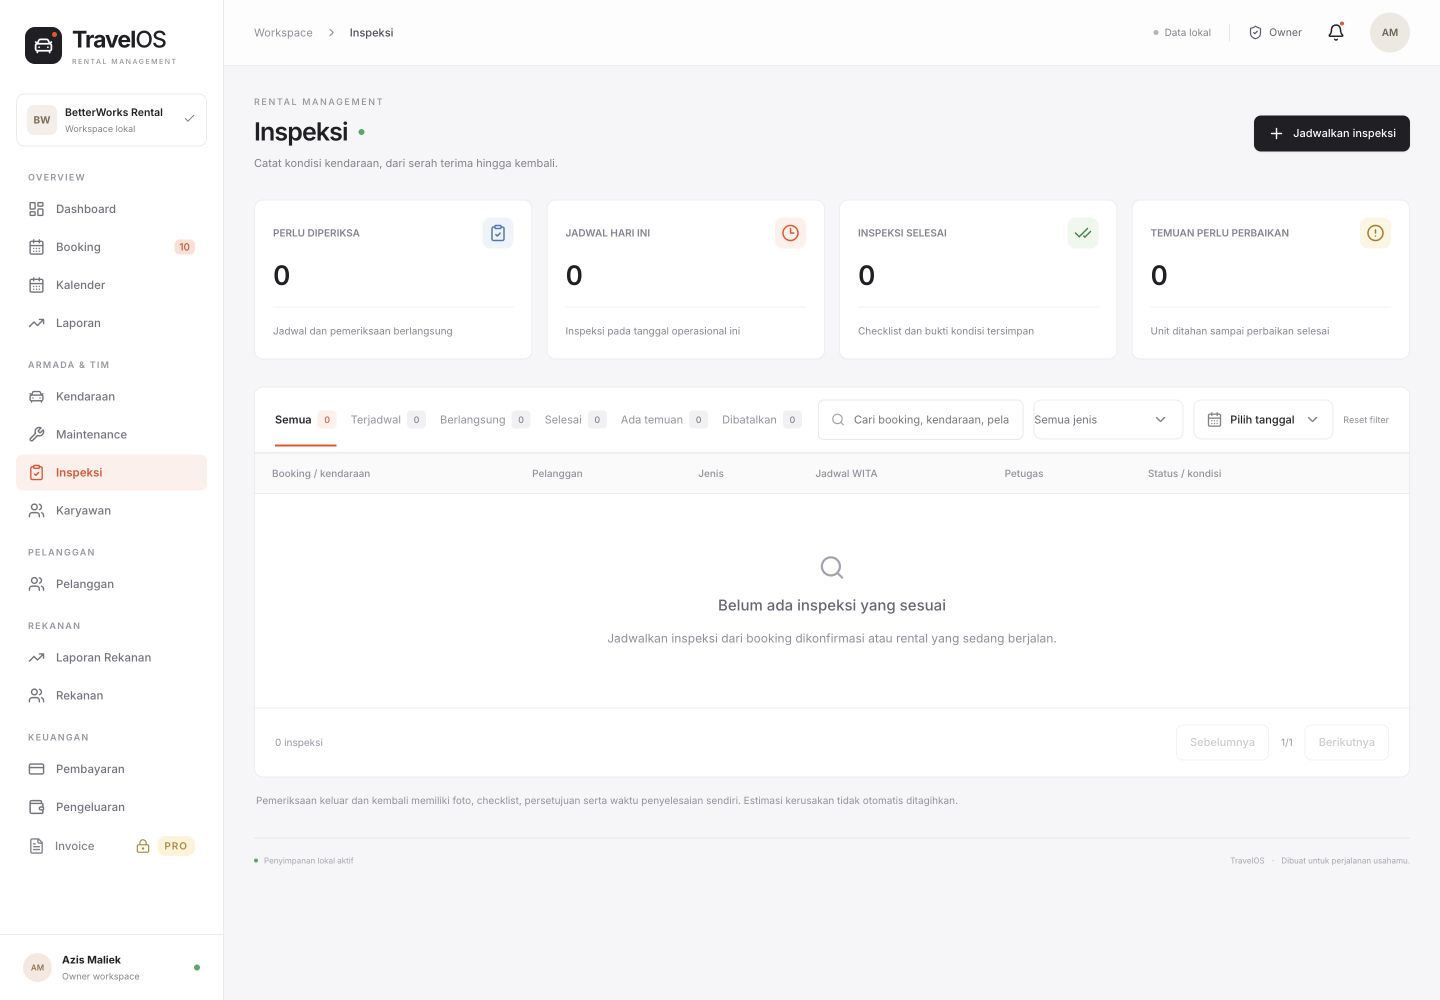 TravelOS
RENTAL MANAGEMENT
BW
BetterWorks Rental
Workspace lokal
OVERVIEW
Dashboard
Booking 10
Kalender
Laporan
ARMADA & TIM
Kendaraan
Maintenance
Inspeksi
Karyawan
PELANGGAN
Pelanggan
REKANAN
Laporan Rekanan
Rekanan
KEUANGAN
Pembayaran
Pengeluaran
Invoice PRO
AM
Azis Maliek
Owner workspace
Workspace > Inspeksi
Data lokal
Owner
AM
RENTAL MANAGEMENT
Inspeksi
Catat kondisi kendaraan, dari serah terima hingga kembali.
Jadwalkan inspeksi
PERLU DIPERIKSA
0
Jadwal dan pemeriksaan berlangsung
JADWAL HARI INI
0
Inspeksi pada tanggal operasional ini
INSPEKSI SELESAI
0
Checklist dan bukti kondisi tersimpan
TEMUAN PERLU PERBAIKAN
0
Unit ditahan sampai perbaikan selesai
Semua 0 Terjadwal 0 Berlangsung 0 Selesai 0 Ada temuan 0 Dibatalkan 0
Cari booking, kendaraan, pela
Semua jenis
Pilih tanggal
Reset filter
Booking / kendaraan Pelanggan Jenis Jadwal WITA Petugas Status / kondisi
Belum ada inspeksi yang sesuai
Jadwalkan inspeksi dari booking dikonfirmasi atau rental yang sedang berjalan.
0 inspeksi
Sebelumnya 1/1 Berikutnya
Pemeriksaan keluar dan kembali memiliki foto, checklist, persetujuan serta waktu penyelesaian sendiri. Estimasi kerusakan tidak otomatis ditagihkan.
Penyimpanan lokal aktif
TravelOS · Dibuat untuk perjalanan usahamu.